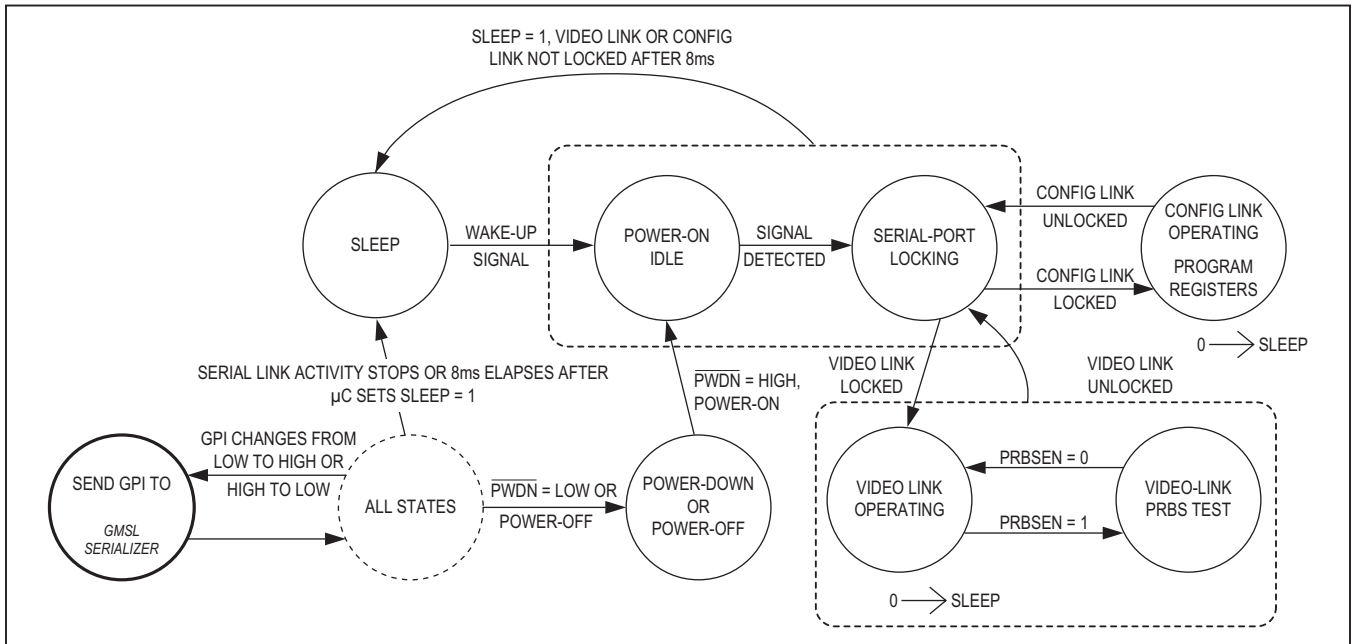 SLEEP = 1, VIDEO LINK OR CONFIG
LINK NOT LOCKED AFTER 8ms
SLEEP
WAKE-UP
SIGNAL
POWER-ON
IDLE
SIGNAL
DETECTED
SERIAL-PORT
LOCKING
CONFIG LINK
UNLOCKED
CONFIG LINK
LOCKED
CONFIG LINK
OPERATING
PROGRAM
REGISTERS
0 → SLEEP
SERIAL LINK ACTIVITY STOPS OR 8ms ELAPSES AFTER
µC SETS SLEEP = 1
PWDN = HIGH,
POWER-ON
VIDEO LINK
LOCKED
VIDEO LINK
UNLOCKED
GPI CHANGES FROM
LOW TO HIGH OR
HIGH TO LOW
SEND GPI TO
GMSL
SERIALIZER
ALL STATES
PWDN = LOW OR
POWER-OFF
POWER-DOWN
OR
POWER-OFF
VIDEO LINK
OPERATING
PRBSEN = 0
PRBSEN = 1
VIDEO-LINK
PRBS TEST
0 → SLEEP